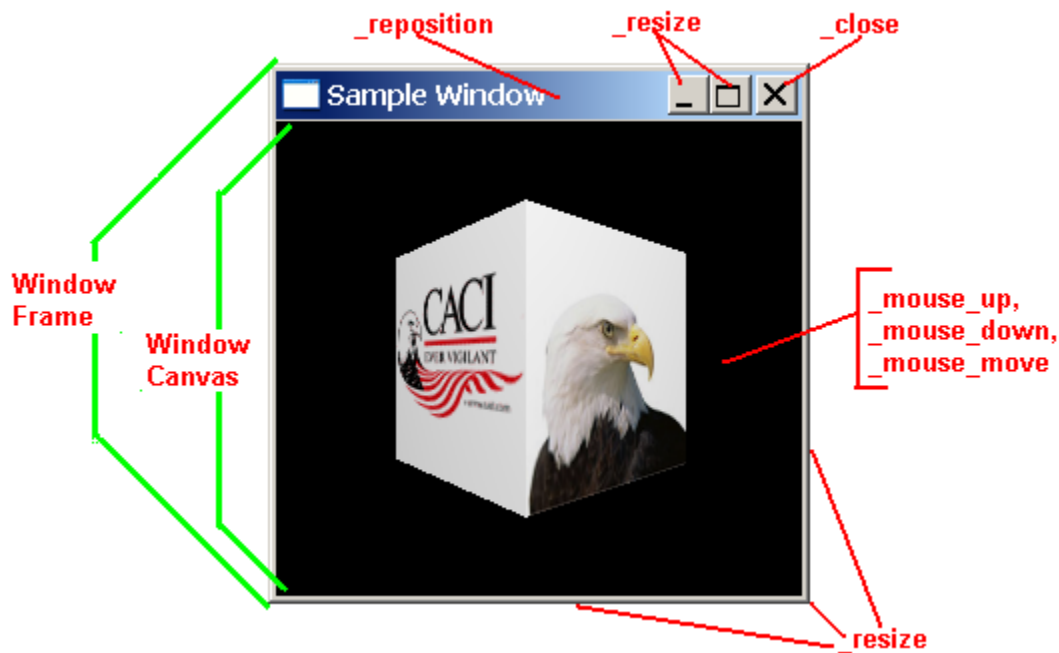 _reposition
_resize
_close
Sample Window
Window
Frame
Window
Canvas
CACI
EVER VIGILANT
_mouse_up,
_mouse_down,
_mouse_move
_resize